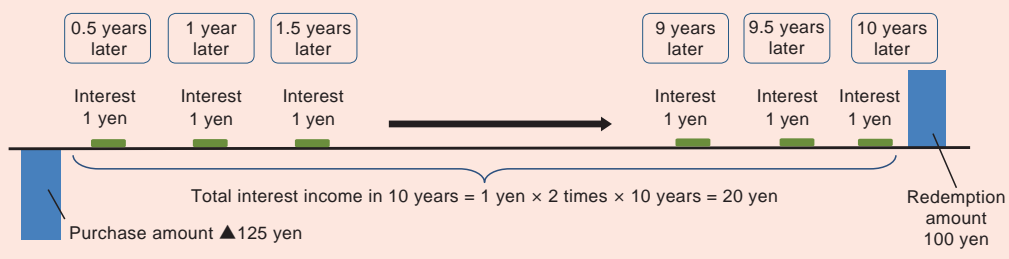 0.5 years
later
1 year
later
1.5 years
later
9 years
later
9.5 years
later
10 years
later
Interest
1 yen
Interest
1 yen
Interest
1 yen
Interest
1 yen
Interest
1 yen
Interest
1 yen
Total interest income in 10 years = 1 yen × 2 times × 10 years = 20 yen
Purchase amount ▲125 yen
Redemption
amount
100 yen